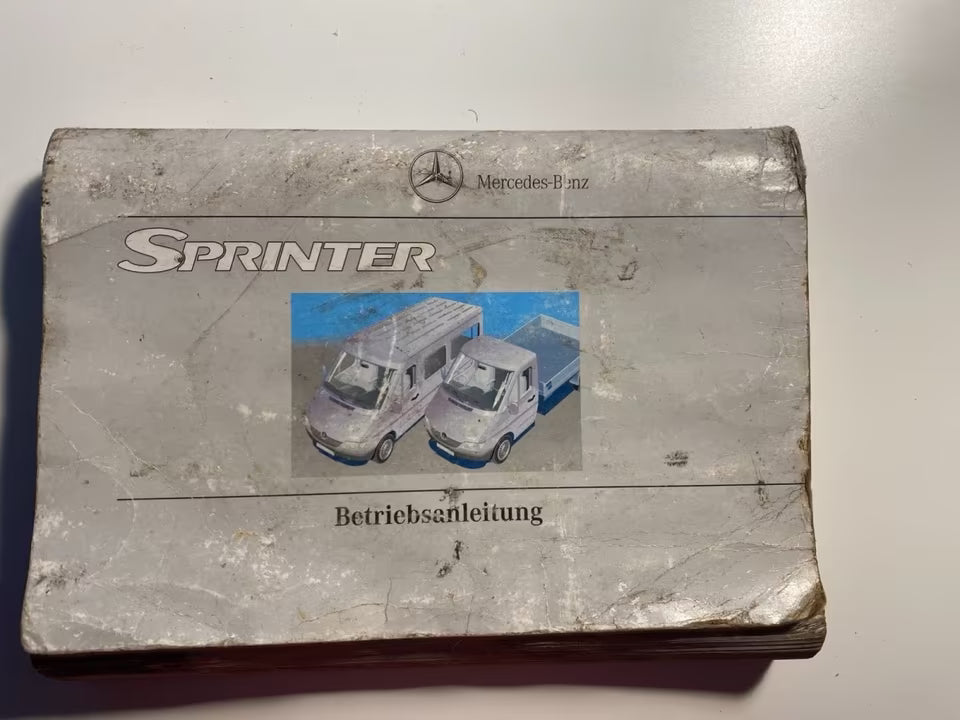 Mercedes-Benz
SPRINTER
Betriebsanleitung